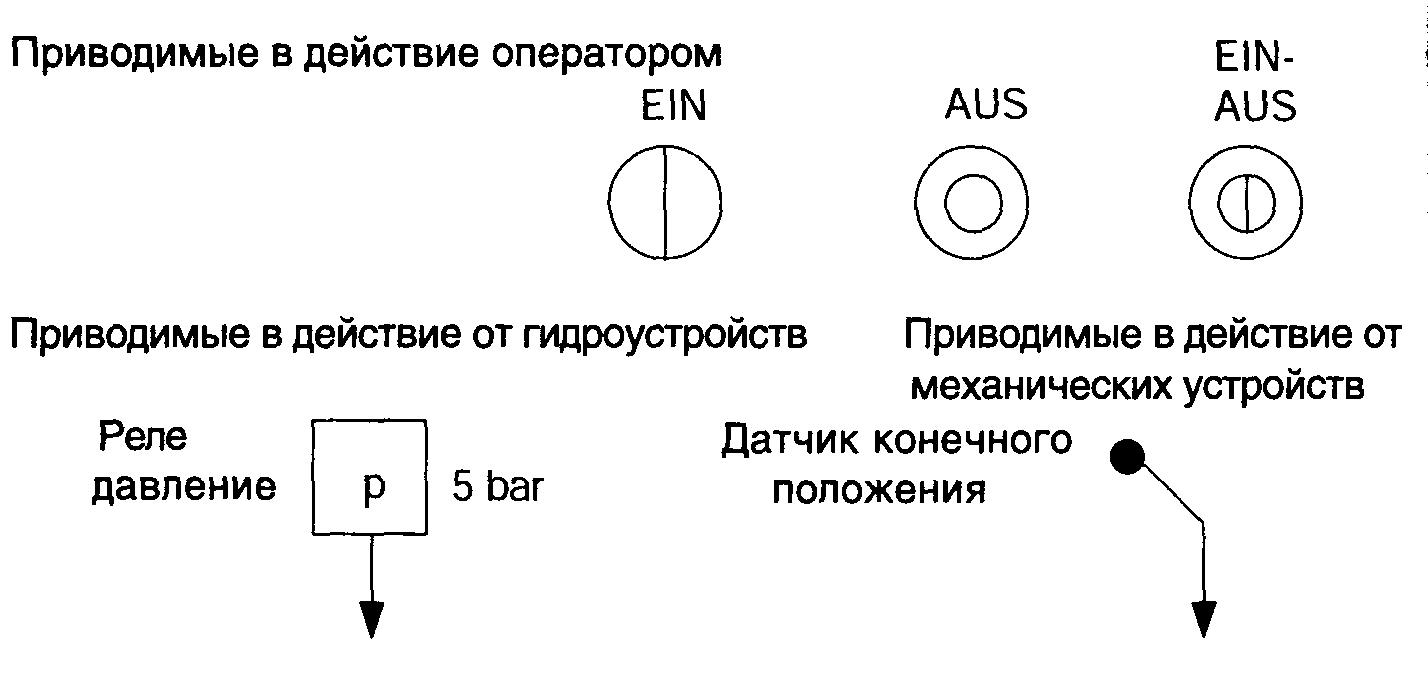 Приводимые в действие оператором
EIN
AUS
EIN-
AUS
Приводимые в действие от гидроустройств
Приводимые в действие от
механических устройств
Реле
давление
p
5 bar
Датчик конечного
положения